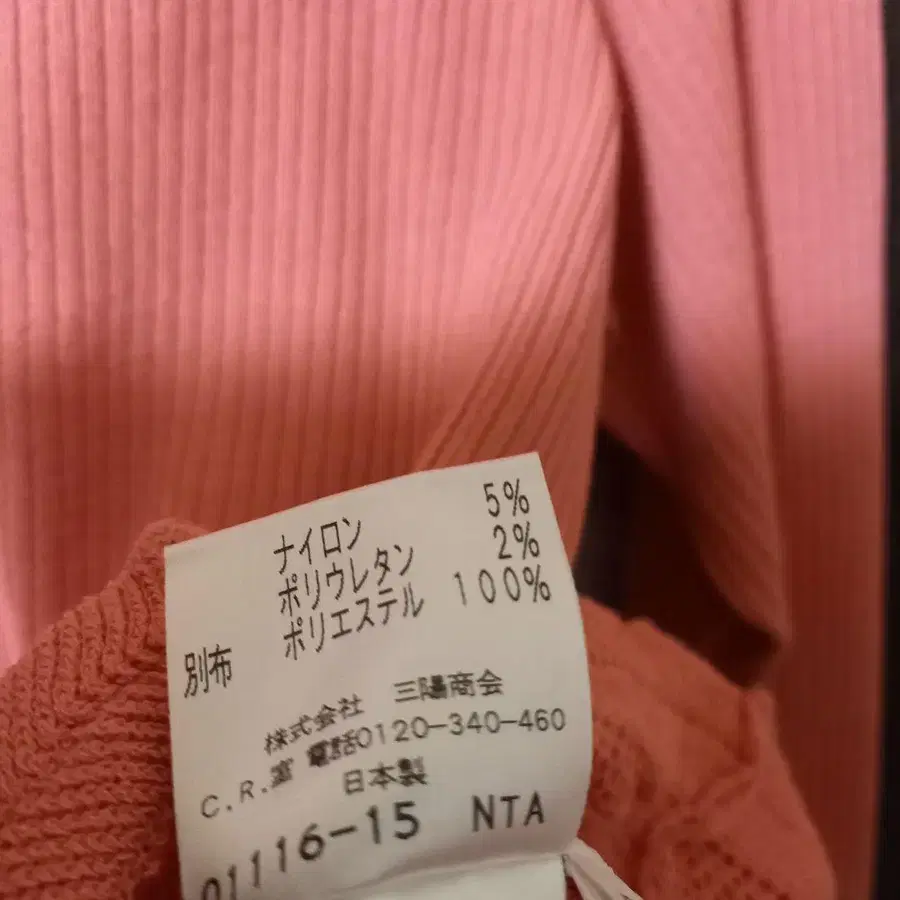 ナイロン 5%
ポリウレタン 2%
別布 ポリエステル 100%
株式会社 三陽商会
C.R.室 電話0120-340-460
日本製
01116-15 NTA